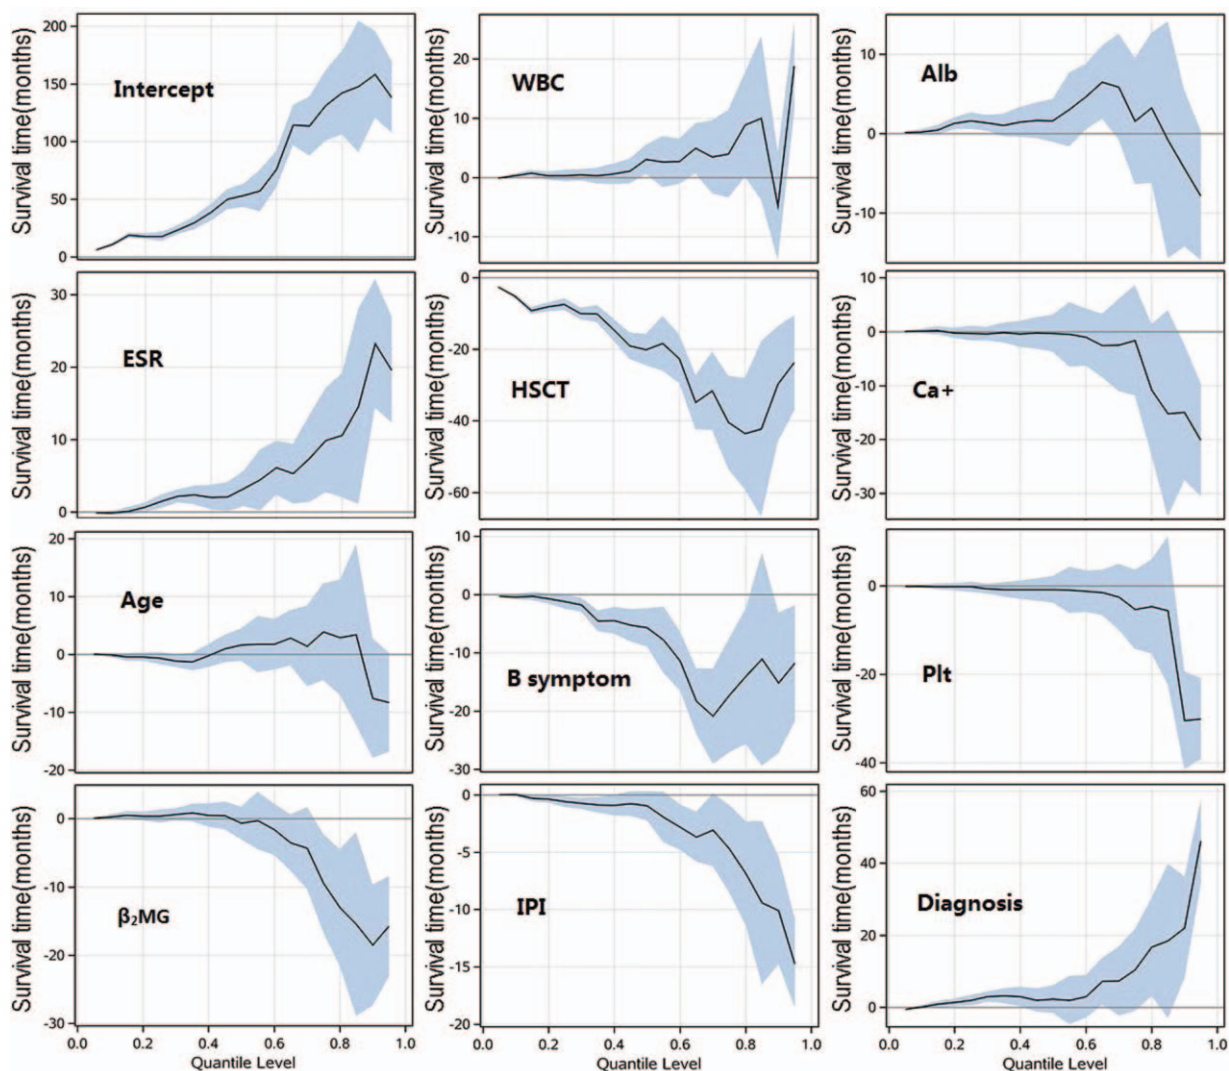 Survival time(months)
200
150
100
50
0
Intercept
Survival time(months)
20
10
0
-10
WBC
Survival time(months)
10
0
-10
Alb
Survival time(months)
30
20
10
0
ESR
Survival time(months)
0
-20
-40
-60
HSCT
Survival time(months)
10
0
-10
-20
-30
Ca+
Survival time(months)
20
10
0
-10
-20
Age
Survival time(months)
10
0
-10
-20
-30
B symptom
Survival time(months)
0
-20
-40
Plt
Survival time(months)
0
-10
-20
-30
β₂MG
0.0 0.2 0.4 0.6 0.8 1.0
Quantile Level
Survival time(months)
0
-5
-10
-15
-20
IPI
0.0 0.2 0.4 0.6 0.8 1.0
Quantile Level
Survival time(months)
60
40
20
0
Diagnosis
0.0 0.2 0.4 0.6 0.8 1.0
Quantile Level